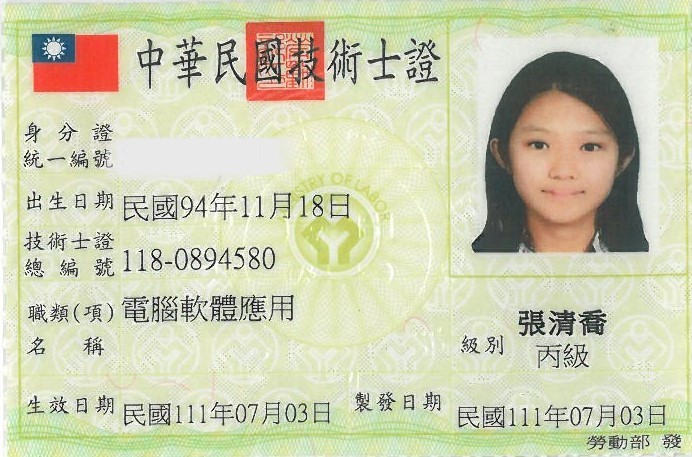 中華民國技術士證
身分證
統一編號
出生日期 民國94年11月18日
技術士證
總編號 118-0894580
職類(項) 電腦軟體應用
名稱
張清喬
級別 丙級
生效日期 民國111年07月03日
製發日期 民國111年07月03日
勞動部 發
MINISTRY OF LABOR